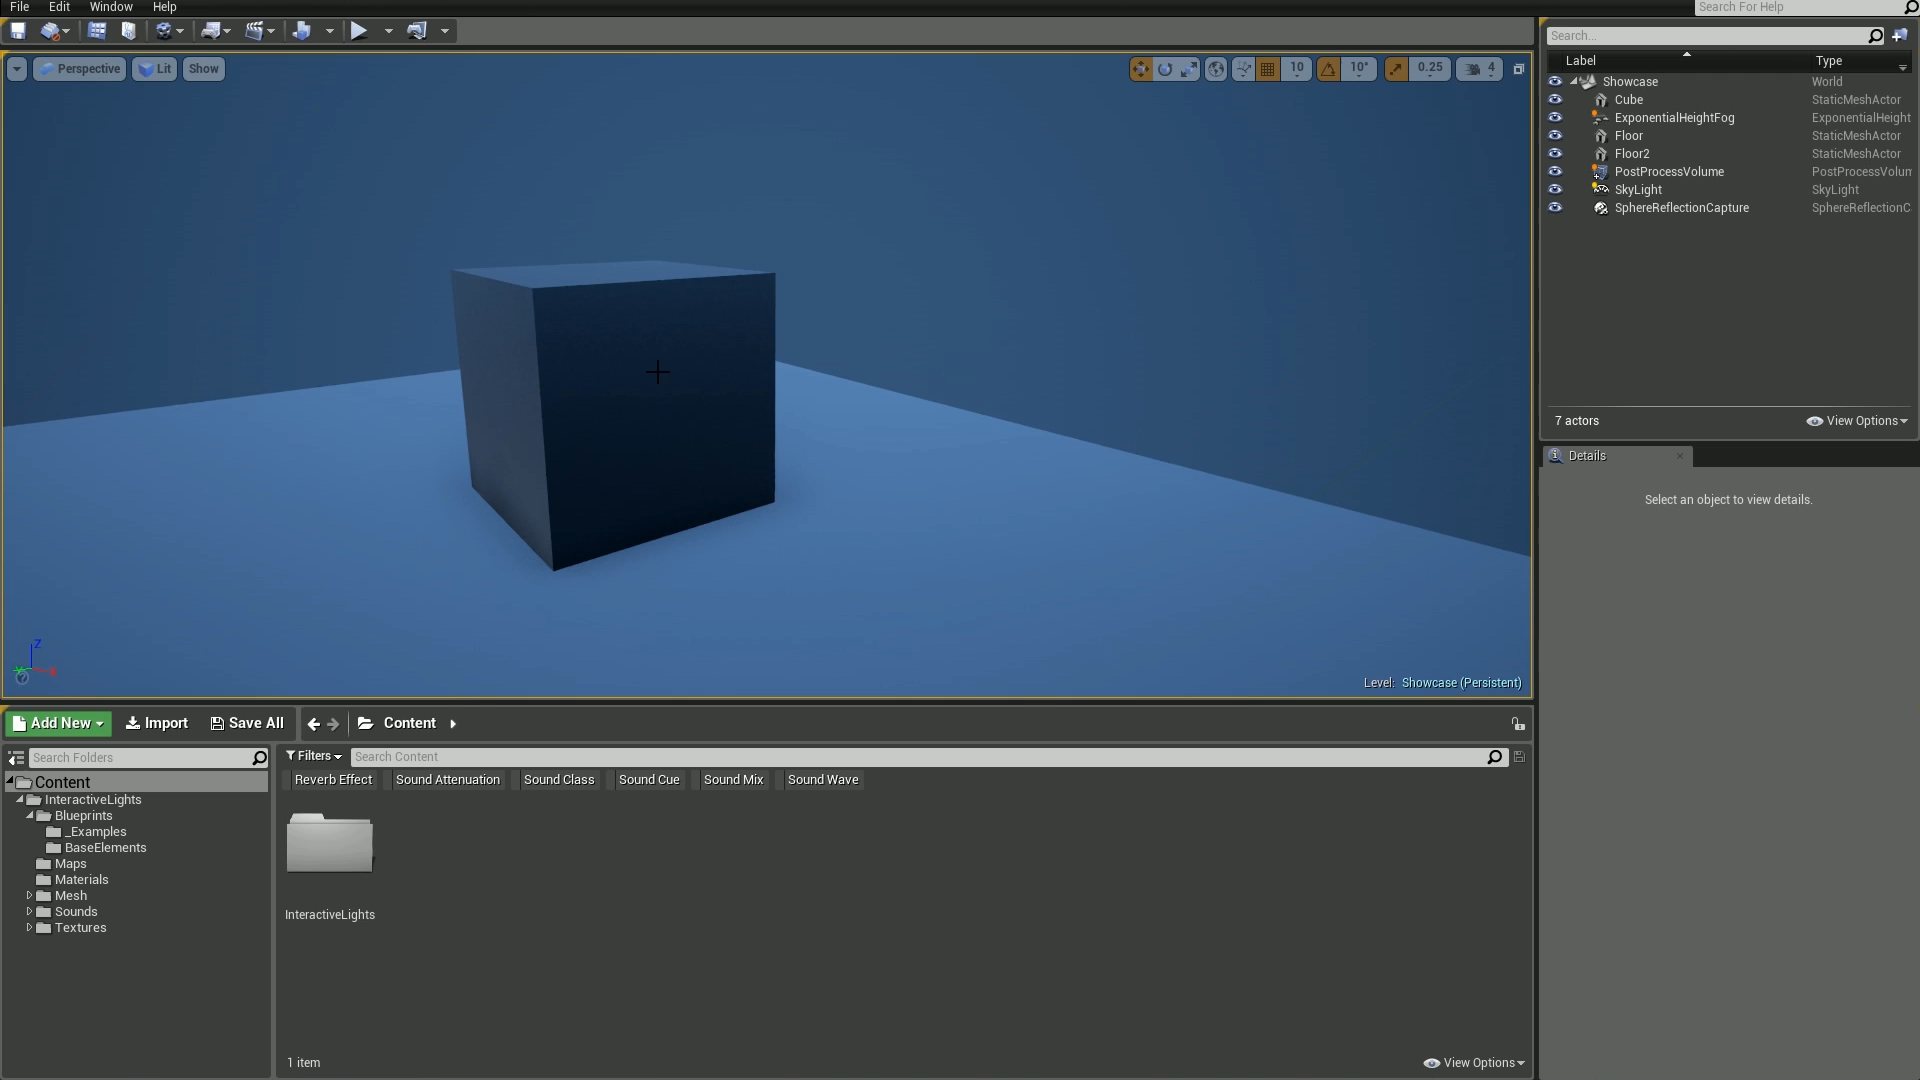 File Edit Window Help
Search For Help
Perspective Lit Show
10 10° 0.25 4
Search...
Label Type
Showcase World
Cube StaticMeshActor
ExponentialHeightFog ExponentialHeight
Floor StaticMeshActor
Floor2 StaticMeshActor
PostProcessVolume PostProcessVolum
SkyLight SkyLight
SphereReflectionCapture SphereReflectionC
7 actors View Options
Details
Select an object to view details.
Z
Y X
Level: Showcase (Persistent)
Add New Import Save All Content
Search Folders
Content
InteractiveLights
Blueprints
_Examples
BaseElements
Maps
Materials
Mesh
Sounds
Textures
Filters Search Content
Reverb Effect Sound Attenuation Sound Class Sound Cue Sound Mix Sound Wave
InteractiveLights
1 item View Options